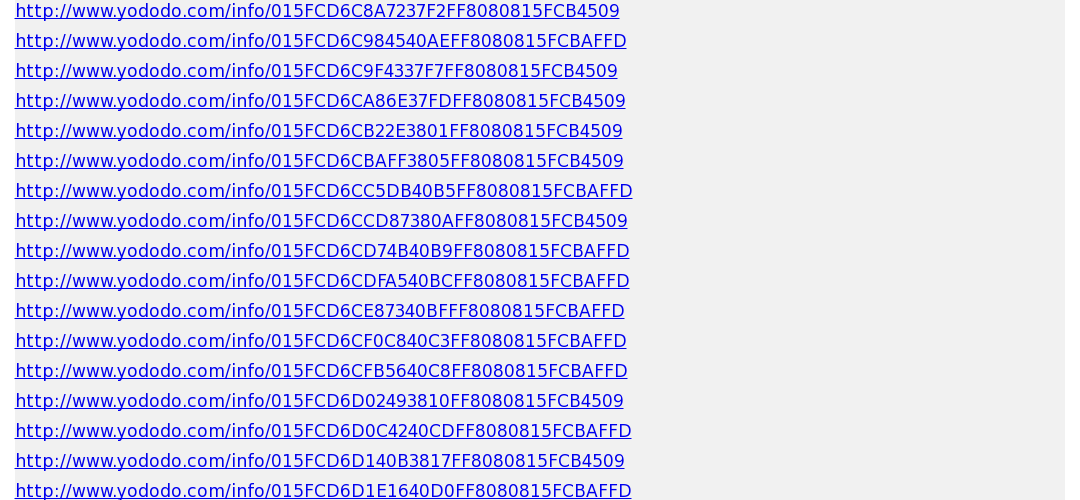 http://www.yododo.com/info/015FCD6C8A7237F2FF8080815FCB4509
http://www.yododo.com/info/015FCD6C984540AEFF8080815FCBAFFD
http://www.yododo.com/info/015FCD6C9F4337F7FF8080815FCB4509
http://www.yododo.com/info/015FCD6CA86E37FDFF8080815FCB4509
http://www.yododo.com/info/015FCD6CB22E3801FF8080815FCB4509
http://www.yododo.com/info/015FCD6CBAFF3805FF8080815FCB4509
http://www.yododo.com/info/015FCD6CC5DB40B5FF8080815FCBAFFD
http://www.yododo.com/info/015FCD6CCD87380AFF8080815FCB4509
http://www.yododo.com/info/015FCD6CD74B40B9FF8080815FCBAFFD
http://www.yododo.com/info/015FCD6CDFA540BCFF8080815FCBAFFD
http://www.yododo.com/info/015FCD6CE87340BFFF8080815FCBAFFD
http://www.yododo.com/info/015FCD6CF0C840C3FF8080815FCBAFFD
http://www.yododo.com/info/015FCD6CFB5640C8FF8080815FCBAFFD
http://www.yododo.com/info/015FCD6D02493810FF8080815FCB4509
http://www.yododo.com/info/015FCD6D0C4240CDFF8080815FCBAFFD
http://www.yododo.com/info/015FCD6D140B3817FF8080815FCB4509
http://www.yododo.com/info/015FCD6D1E1640D0FF8080815FCBAFFD